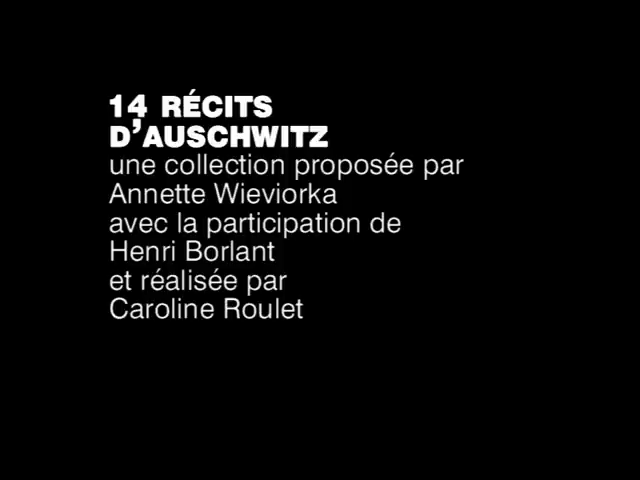 14 RÉCITS
D'AUSCHWITZ
une collection proposée par
Annette Wieviorka
avec la participation de
Henri Borlant
et réalisée par
Caroline Roulet